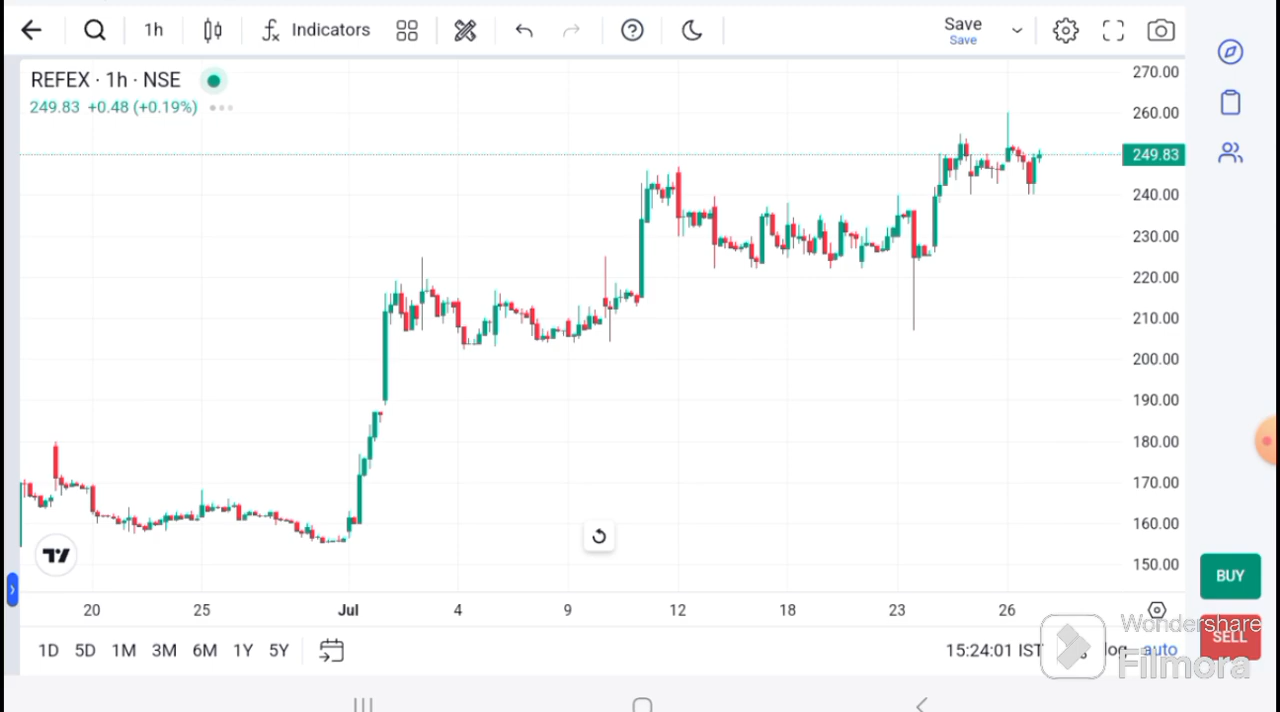 1h
Indicators
Save
Save
REFEX · 1h · NSE
249.83 +0.48 (+0.19%)
270.00
260.00
249.83
240.00
230.00
220.00
210.00
200.00
190.00
180.00
170.00
160.00
150.00
20 25 Jul 4 9 12 18 23 26
1D 5D 1M 3M 6M 1Y 5Y
15:24:01 IST log auto
BUY
SELL
Wondershare
Filmora